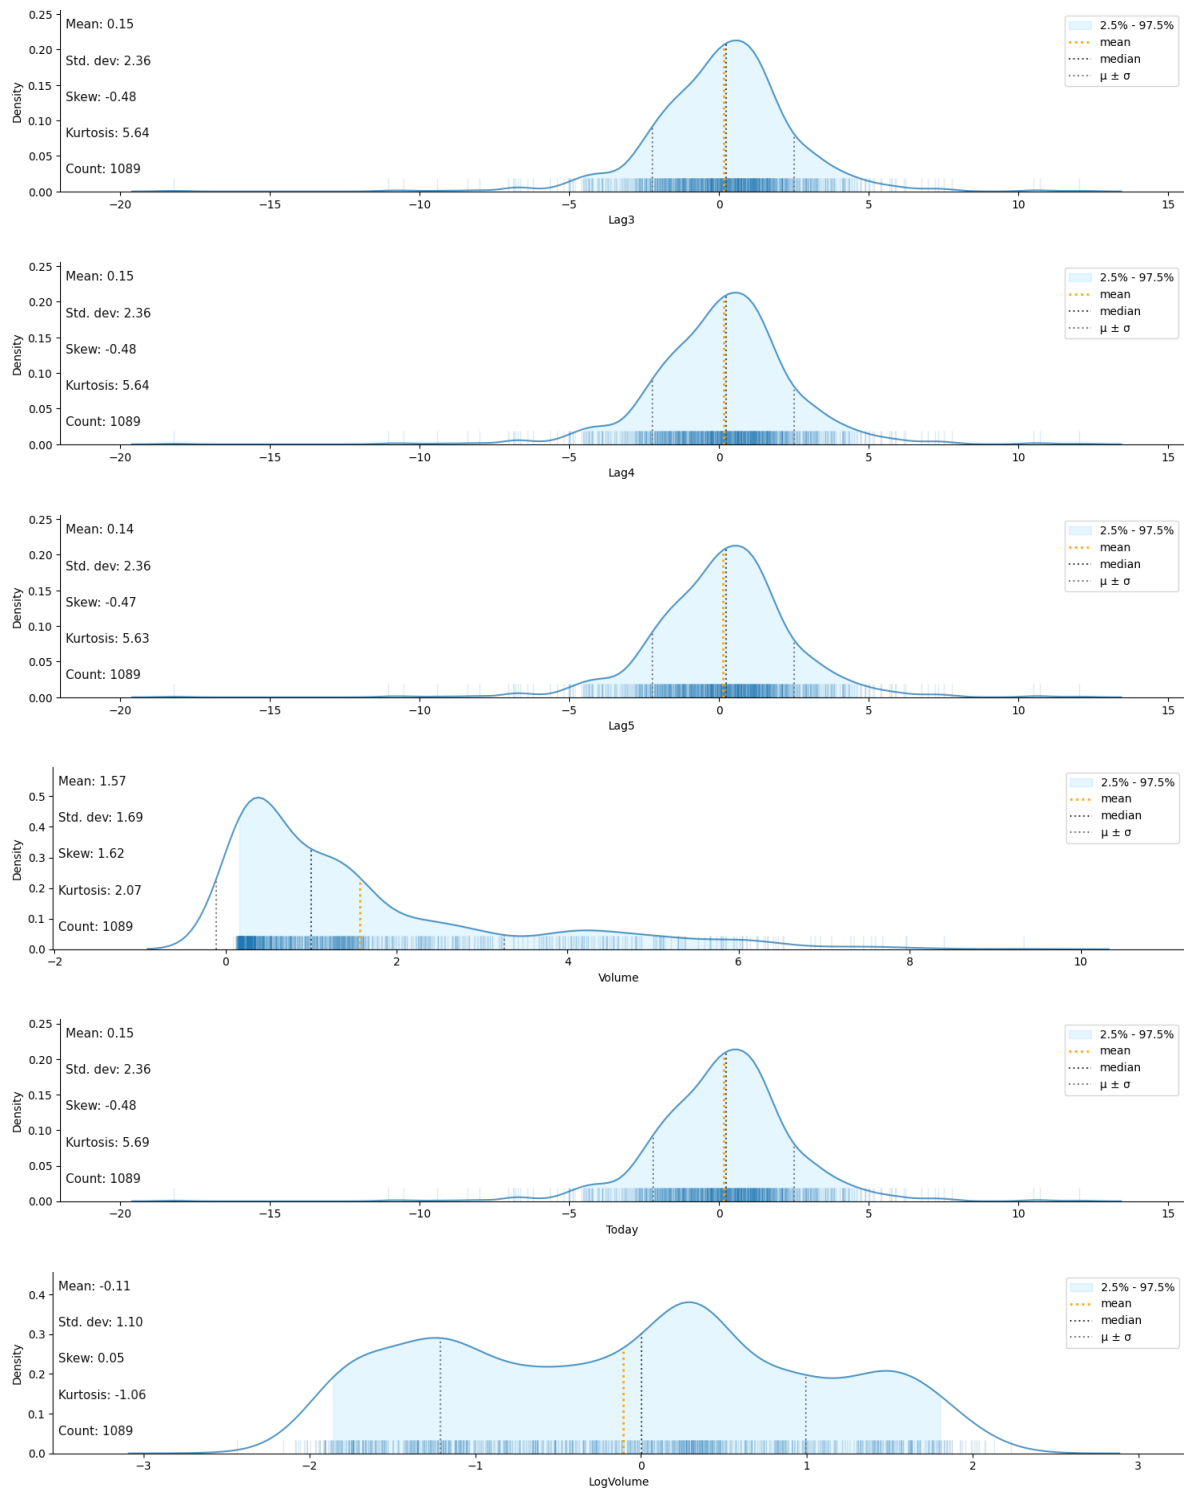 Mean: 0.15
Std. dev: 2.36
Skew: -0.48
Kurtosis: 5.64
Count: 1089
2.5% - 97.5%
mean
median
μ ± σ
Density
0.25
0.20
0.15
0.10
0.05
0.00
−20 −15 −10 −5 0 5 10 15
Lag3
Mean: 0.15
Std. dev: 2.36
Skew: -0.48
Kurtosis: 5.64
Count: 1089
2.5% - 97.5%
mean
median
μ ± σ
Density
0.25
0.20
0.15
0.10
0.05
0.00
−20 −15 −10 −5 0 5 10 15
Lag4
Mean: 0.14
Std. dev: 2.36
Skew: -0.47
Kurtosis: 5.63
Count: 1089
2.5% - 97.5%
mean
median
μ ± σ
Density
0.25
0.20
0.15
0.10
0.05
0.00
−20 −15 −10 −5 0 5 10 15
Lag5
Mean: 1.57
Std. dev: 1.69
Skew: 1.62
Kurtosis: 2.07
Count: 1089
2.5% - 97.5%
mean
median
μ ± σ
Density
0.5
0.4
0.3
0.2
0.1
0.0
−2 0 2 4 6 8 10
Volume
Mean: 0.15
Std. dev: 2.36
Skew: -0.48
Kurtosis: 5.69
Count: 1089
2.5% - 97.5%
mean
median
μ ± σ
Density
0.25
0.20
0.15
0.10
0.05
0.00
−20 −15 −10 −5 0 5 10 15
Today
Mean: -0.11
Std. dev: 1.10
Skew: 0.05
Kurtosis: -1.06
Count: 1089
2.5% - 97.5%
mean
median
μ ± σ
Density
0.4
0.3
0.2
0.1
0.0
−3 −2 −1 0 1 2 3
LogVolume